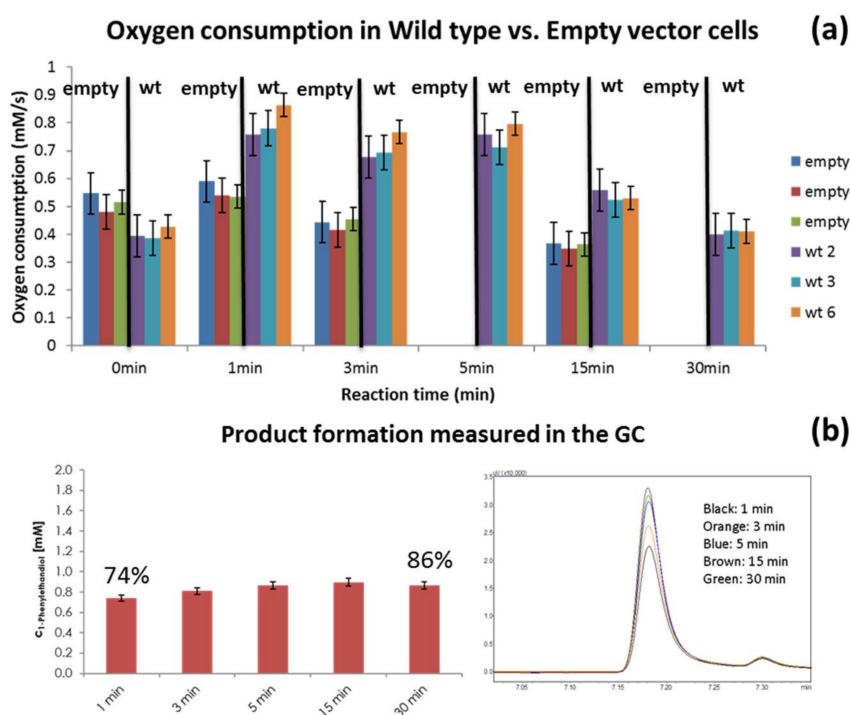 Oxygen consumption in Wild type vs. Empty vector cells
(a)
Oxygen consumtption (mM/s)
1
0.9
0.8
0.7
0.6
0.5
0.4
0.3
0.2
0.1
0
empty wt empty wt empty wt empty wt empty wt empty wt
0min 1min 3min 5min 15min 30min
Reaction time (min)
empty
empty
empty
wt 2
wt 3
wt 6
Product formation measured in the GC
(b)
c1-Phenylethandiol [mM]
2.0
1.8
1.6
1.4
1.2
1.0
0.8
0.6
0.4
0.2
0.0
74%
86%
1 min 3 min 5 min 15 min 30 min
(x10,000)
3.5
3.0
2.5
2.0
1.5
1.0
0.5
0.0
Black: 1 min
Orange: 3 min
Blue: 5 min
Brown: 15 min
Green: 30 min
7.05 7.10 7.15 7.20 7.25 7.30 min